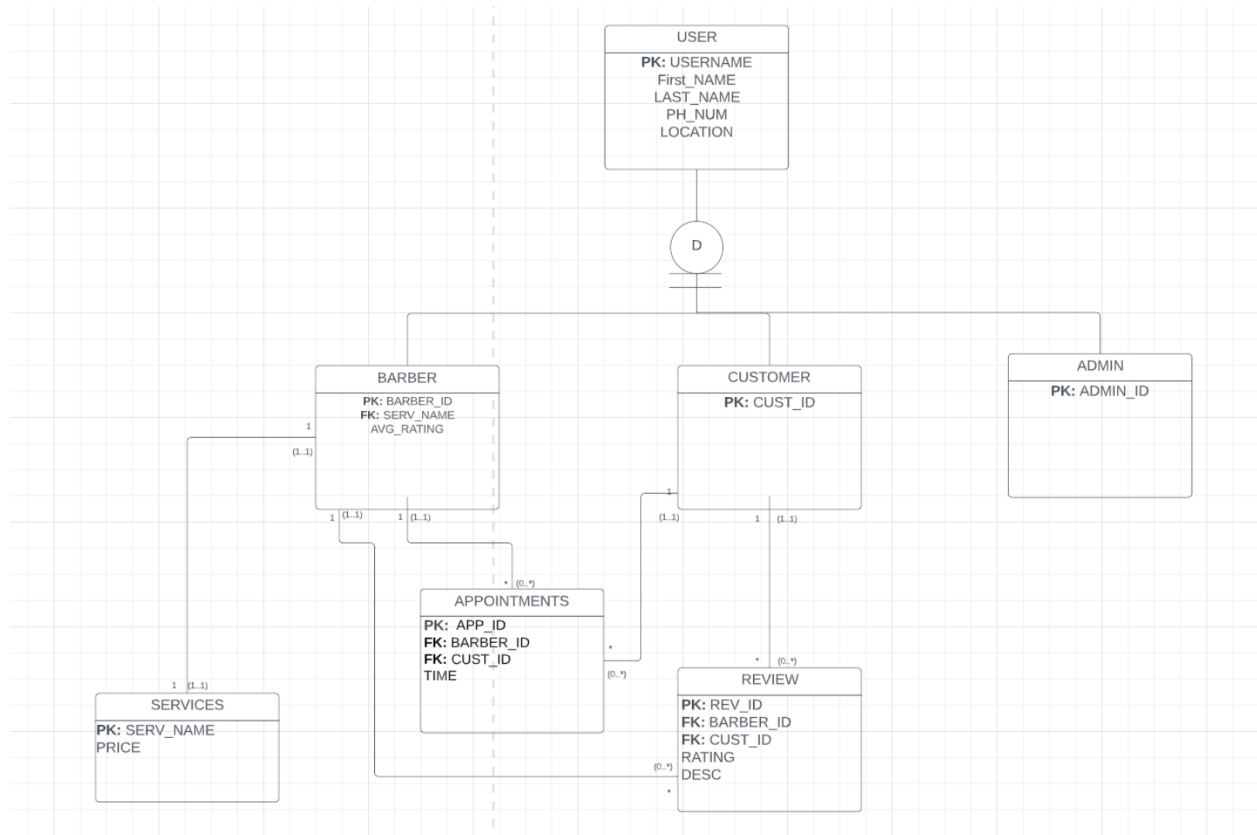 USER
PK: USERNAME
First_NAME
LAST_NAME
PH_NUM
LOCATION
D
BARBER
PK: BARBER_ID
FK: SERV_NAME
AVG_RATING
CUSTOMER
PK: CUST_ID
ADMIN
PK: ADMIN_ID
1
(1..1)
1
(1..1)
1
(1..1)
1
(1..1)
1
(1..1)
* (0..*)
APPOINTMENTS
PK: APP_ID
FK: BARBER_ID
FK: CUST_ID
TIME
*
(0..*)
* (0..*)
REVIEW
PK: REV_ID
FK: BARBER_ID
FK: CUST_ID
RATING
DESC
(0..*)
*
1 (1..1)
SERVICES
PK: SERV_NAME
PRICE